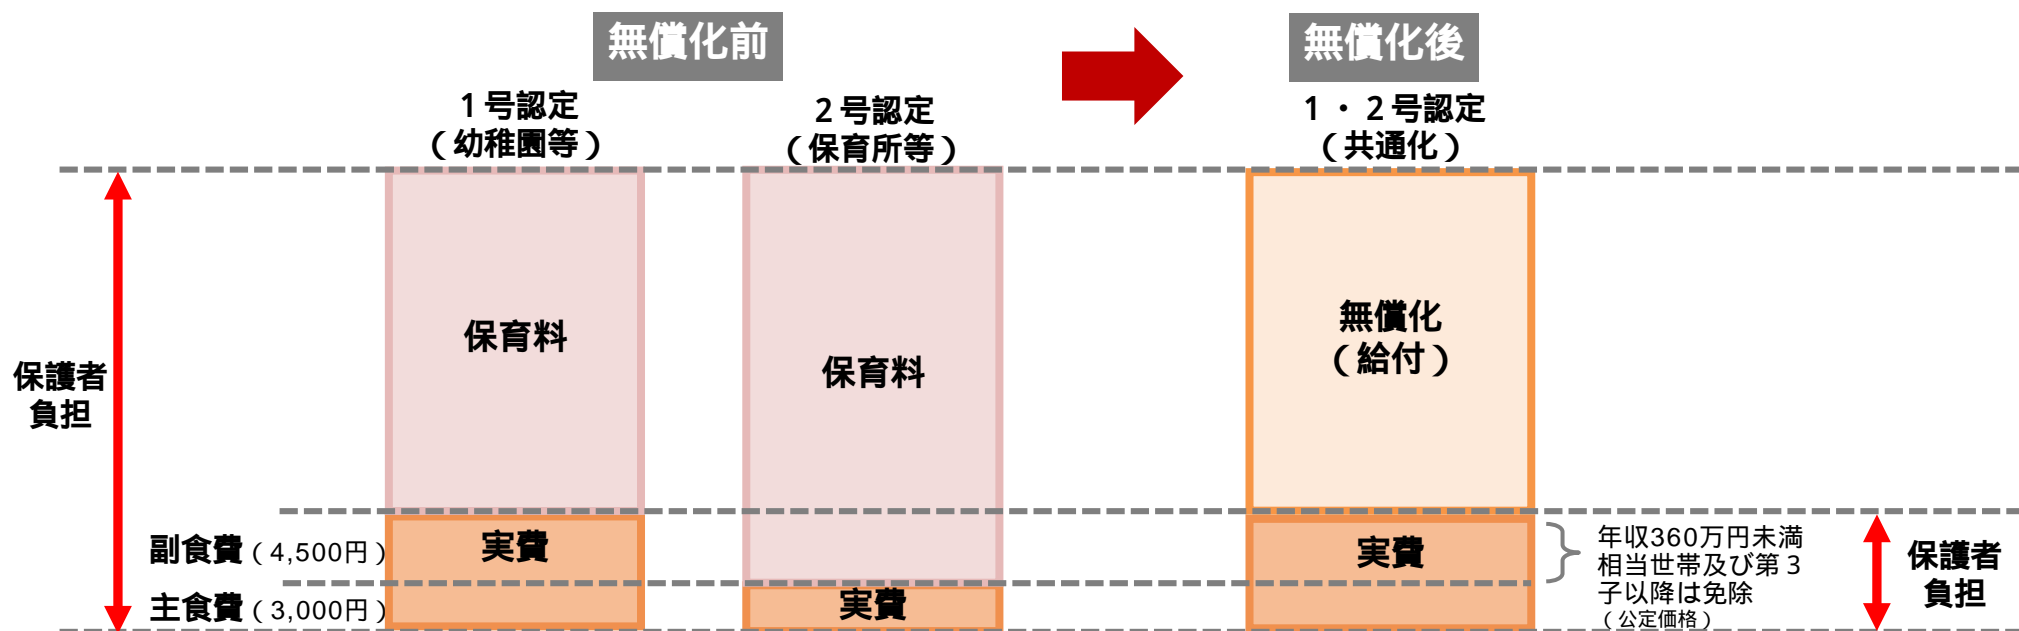 無償化前
無償化後
1号認定
（幼稚園等）
2号認定
（保育所等）
1・2号認定
（共通化）
保育料
保育料
無償化
（給付）
保護者
負担
副食費（4,500円）
実費
実費
年収360万円未満
相当世帯及び第3
子以降は免除
（公定価格）
保護者
負担
主食費（3,000円）
実費